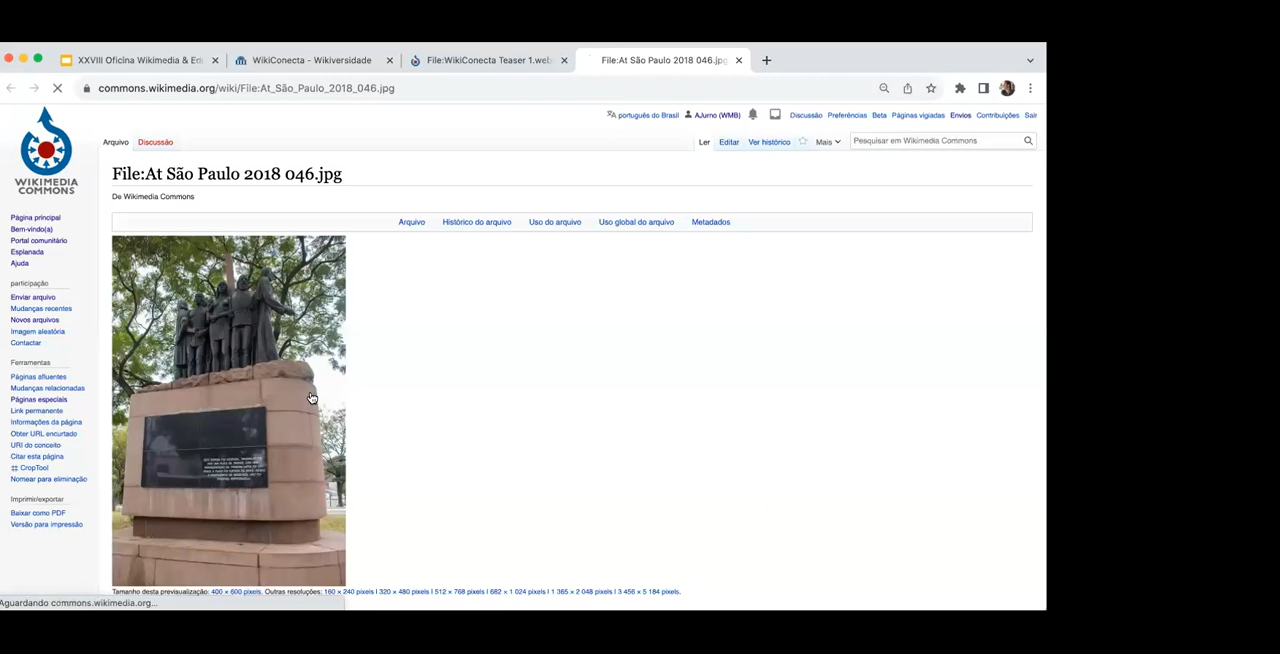 XXVIII Oficina Wikimedia & Edu
WikiConecta - Wikiversidade
File:WikiConecta Teaser 1.web
File:At São Paulo 2018 046.jpg
commons.wikimedia.org/wiki/File:At_São_Paulo_2018_046.jpg
português do Brasil AJurno (WMB) Discussão Preferências Beta Páginas vigiadas Envios Contribuições Sair
Arquivo Discussão Ler Editar Ver histórico Mais Pesquisar em Wikimedia Commons
WIKIMEDIA
COMMONS
File:At São Paulo 2018 046.jpg
De Wikimedia Commons
Arquivo Histórico do arquivo Uso do arquivo Uso global do arquivo Metadados
Página principal
Bem-vindo(a)
Portal comunitário
Esplanada
Ajuda
participação
Enviar arquivo
Mudanças recentes
Novos arquivos
Imagem aleatória
Contactar
Ferramentas
Páginas afluentes
Mudanças relacionadas
Páginas especiais
Link permanente
Informações da página
Obter URL encurtado
URI do conceito
Citar esta página
CropTool
Nomear para eliminação
Imprimir/exportar
Baixar como PDF
Versão para impressão
Tamanho desta previsualização: 400 × 600 pixels. Outras resoluções: 160 × 240 pixels | 320 × 480 pixels | 512 × 768 pixels | 682 × 1 024 pixels | 1 365 × 2 048 pixels | 3 456 × 5 184 pixels.
Aguardando commons.wikimedia.org...